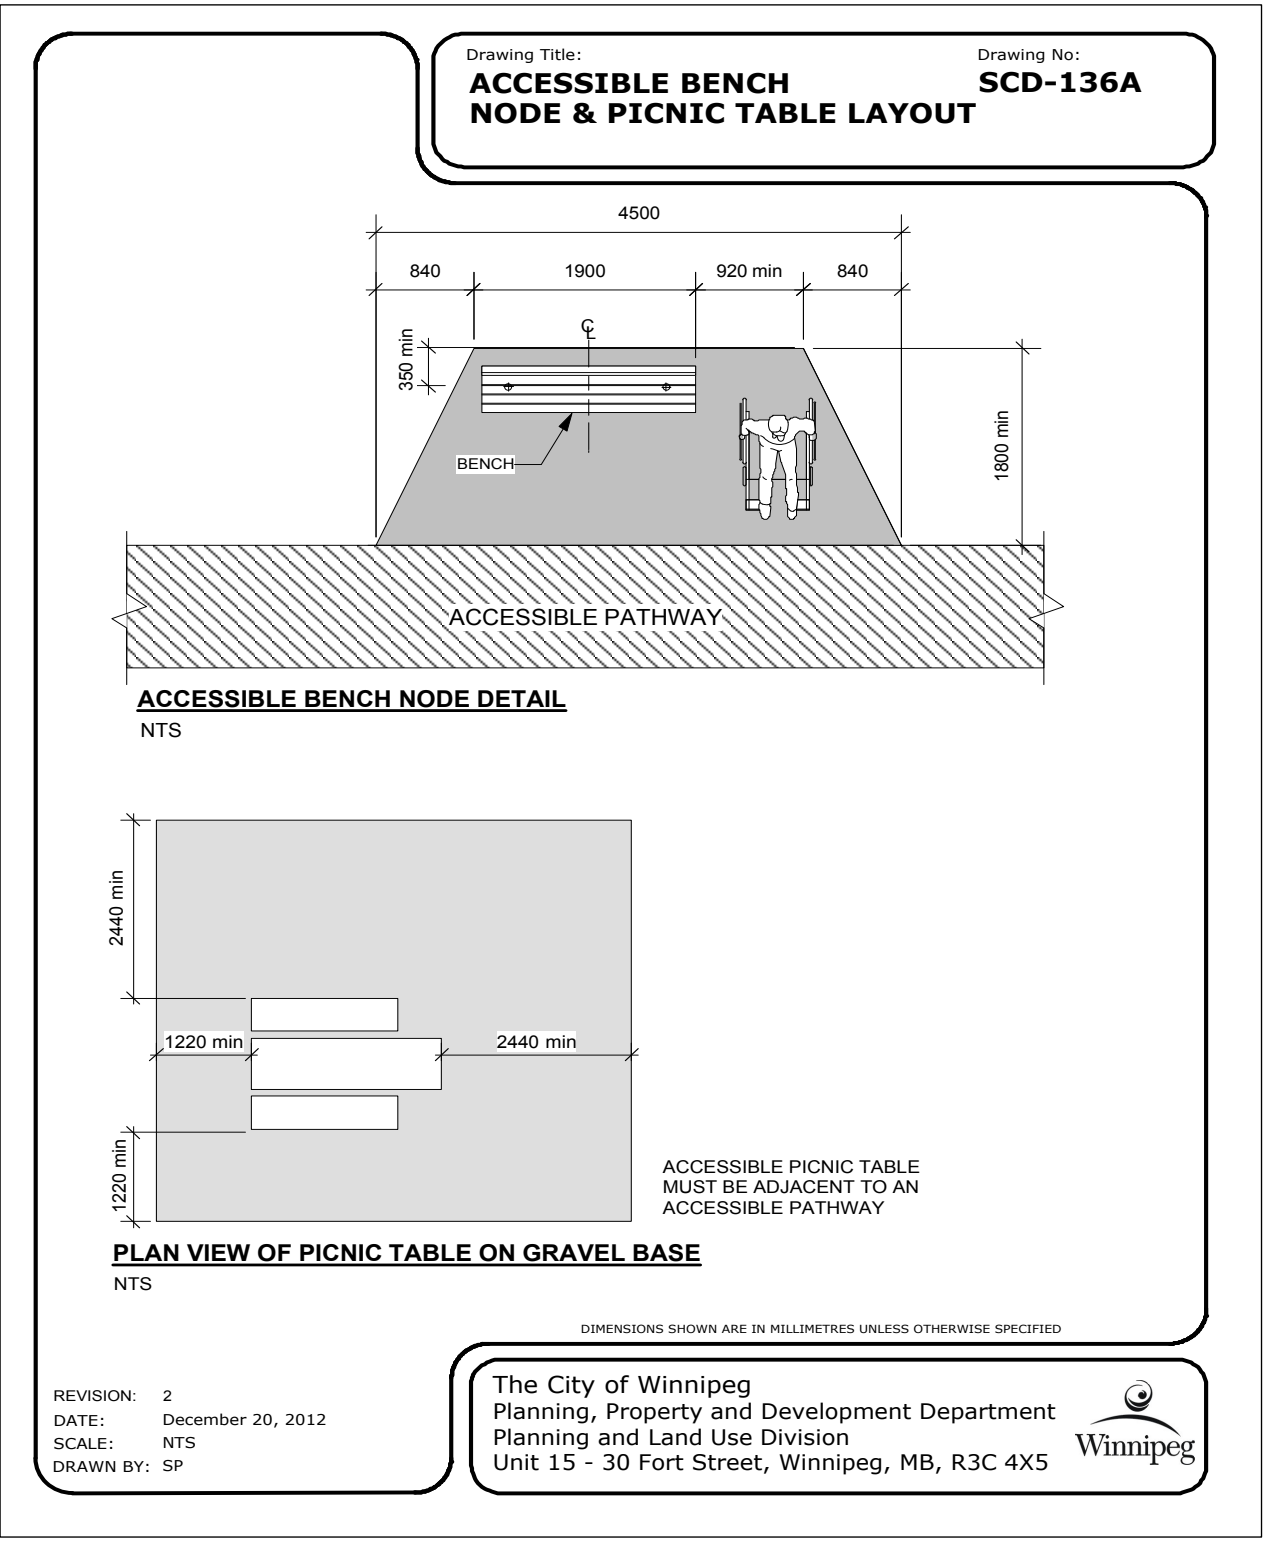 Drawing Title:
ACCESSIBLE BENCH
NODE & PICNIC TABLE LAYOUT
Drawing No:
SCD-136A
4500
840
1900
920 min
840
CL
350 min
1800 min
BENCH
ACCESSIBLE PATHWAY
ACCESSIBLE BENCH NODE DETAIL
NTS
2440 min
1220 min
2440 min
1220 min
ACCESSIBLE PICNIC TABLE
MUST BE ADJACENT TO AN
ACCESSIBLE PATHWAY
PLAN VIEW OF PICNIC TABLE ON GRAVEL BASE
NTS
DIMENSIONS SHOWN ARE IN MILLIMETRES UNLESS OTHERWISE SPECIFIED
REVISION: 2
DATE: December 20, 2012
SCALE: NTS
DRAWN BY: SP
The City of Winnipeg
Planning, Property and Development Department
Planning and Land Use Division
Unit 15 - 30 Fort Street, Winnipeg, MB, R3C 4X5
Winnipeg